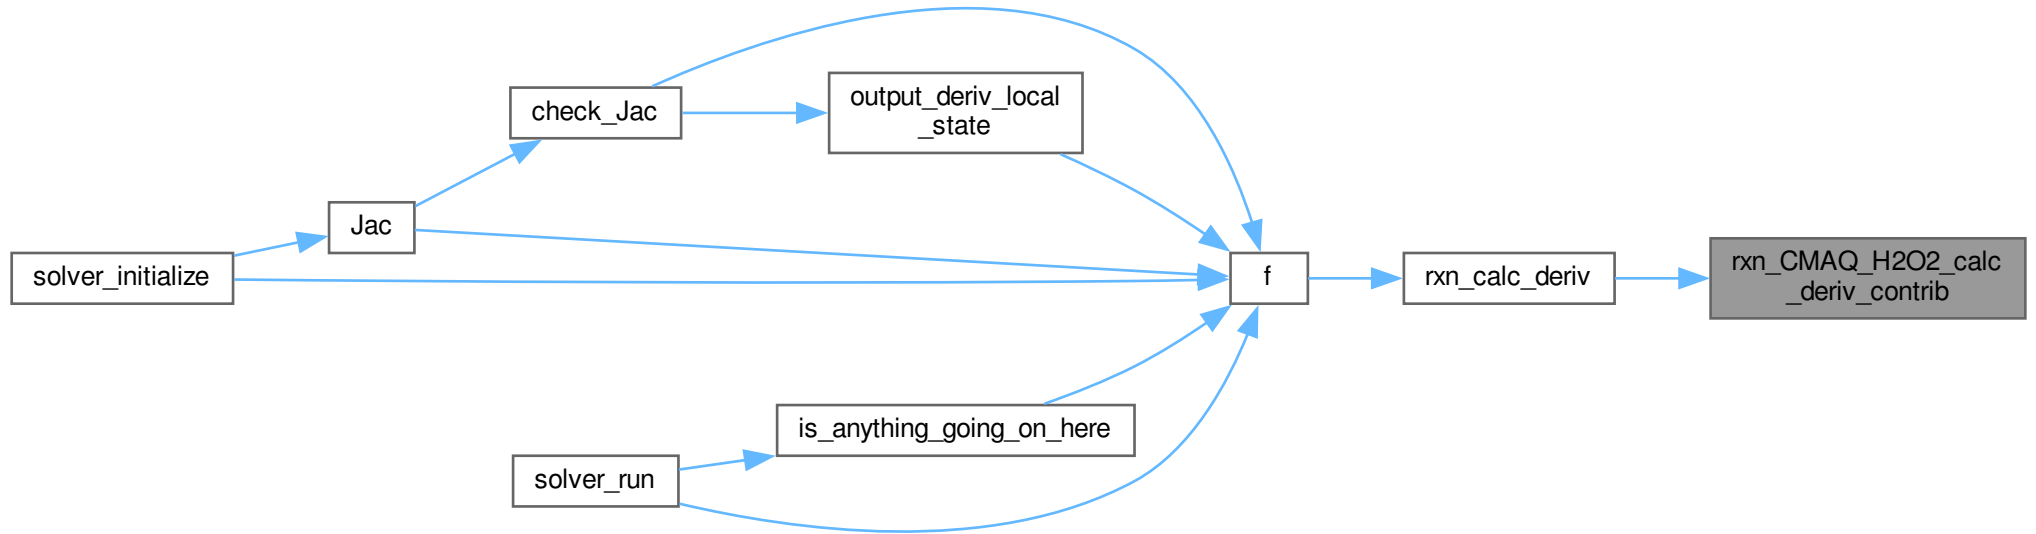 check_Jac
output_deriv_local
_state
Jac
solver_initialize
f
rxn_calc_deriv
rxn_CMAQ_H2O2_calc
_deriv_contrib
is_anything_going_on_here
solver_run